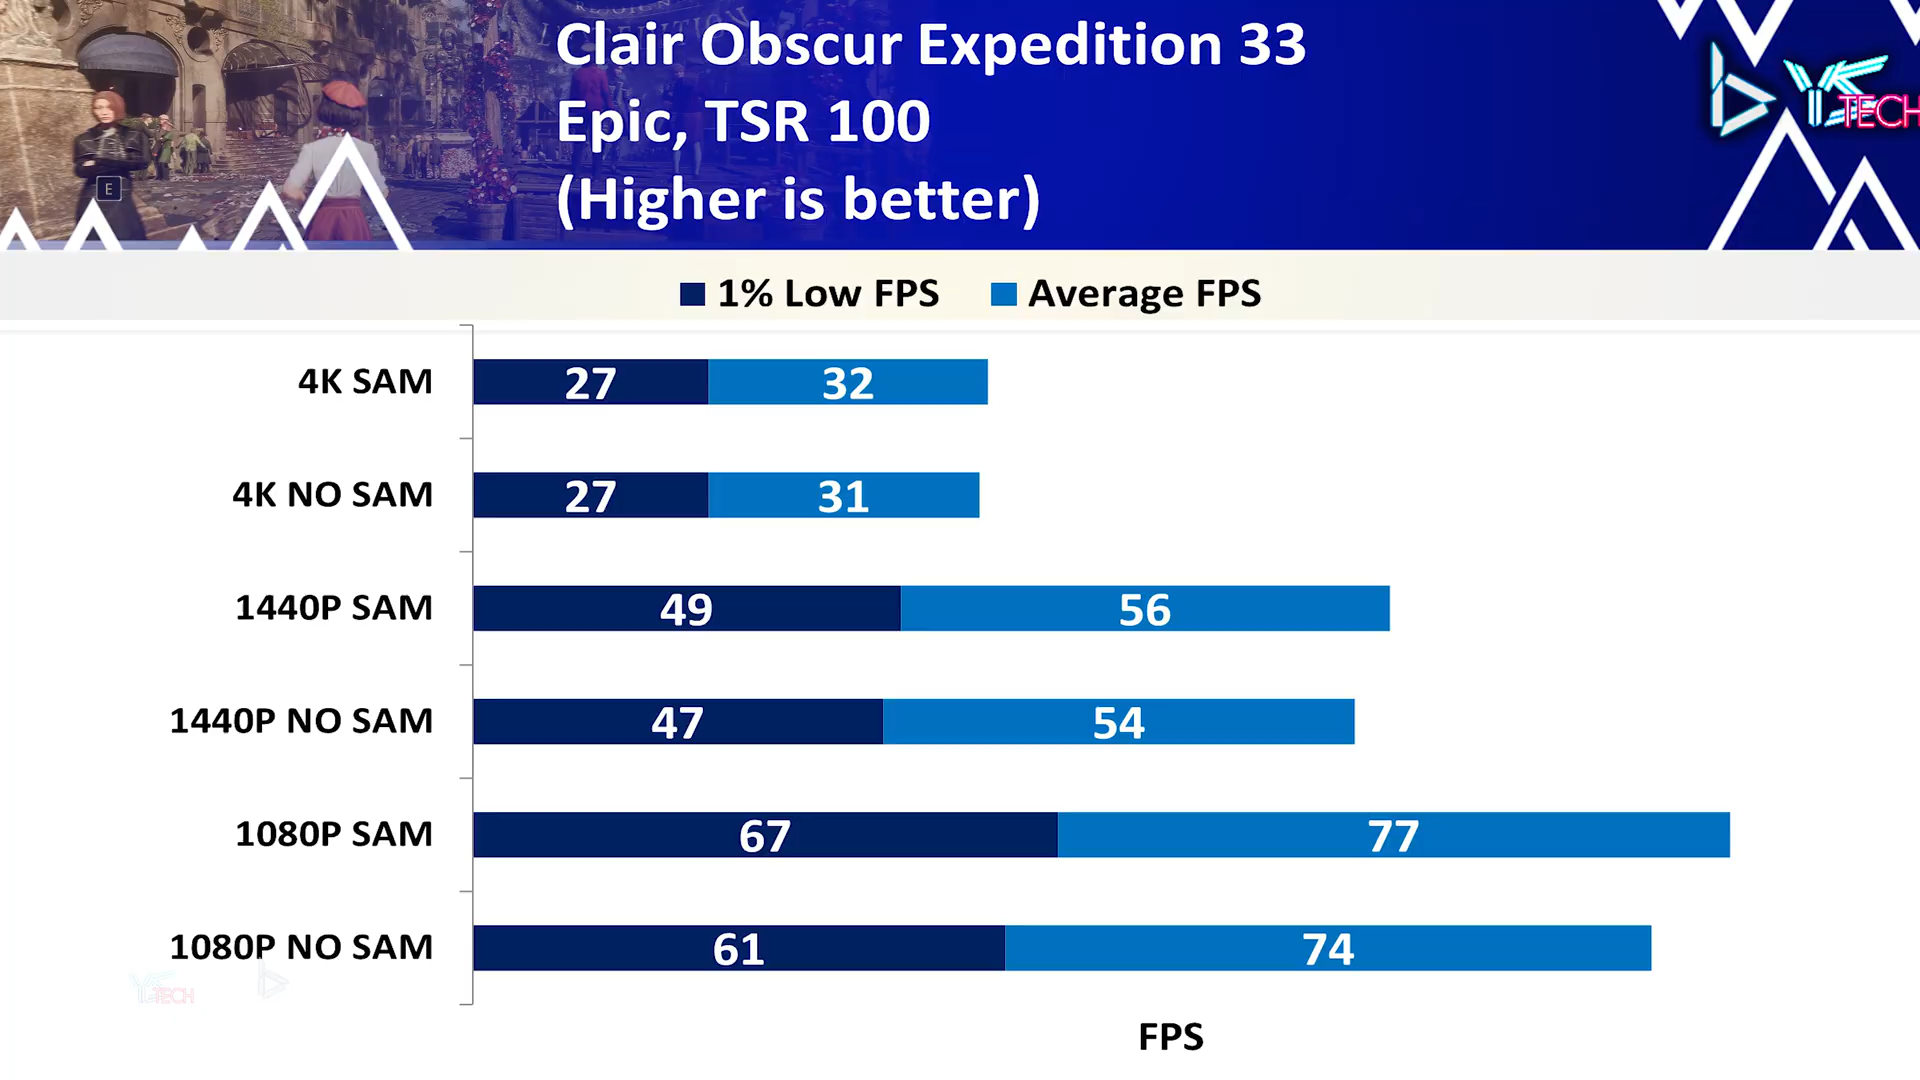 Clair Obscur Expedition 33
Epic, TSR 100
(Higher is better)
TECH
E
1% Low FPS Average FPS
4K SAM 27 32
4K NO SAM 27 31
1440P SAM 49 56
1440P NO SAM 47 54
1080P SAM 67 77
1080P NO SAM 61 74
TECH
FPS